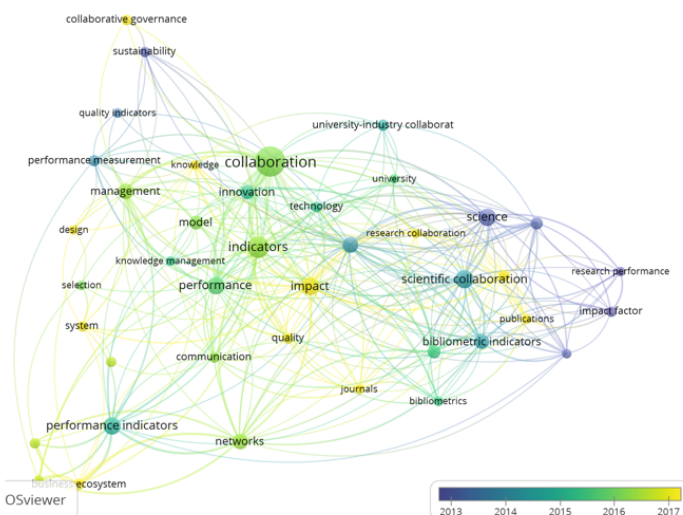 collaborative governance
sustainability
quality indicators
university-industry collaborat
performance measurement
knowledge
collaboration
university
management
innovation
technology
science
model
design
research collaboration
indicators
knowledge management
research performance
scientific collaboration
selection
performance
impact
impact factor
publications
system
quality
bibliometric indicators
communication
journals
bibliometrics
performance indicators
networks
business ecosystem
OSviewer
2013 2014 2015 2016 2017